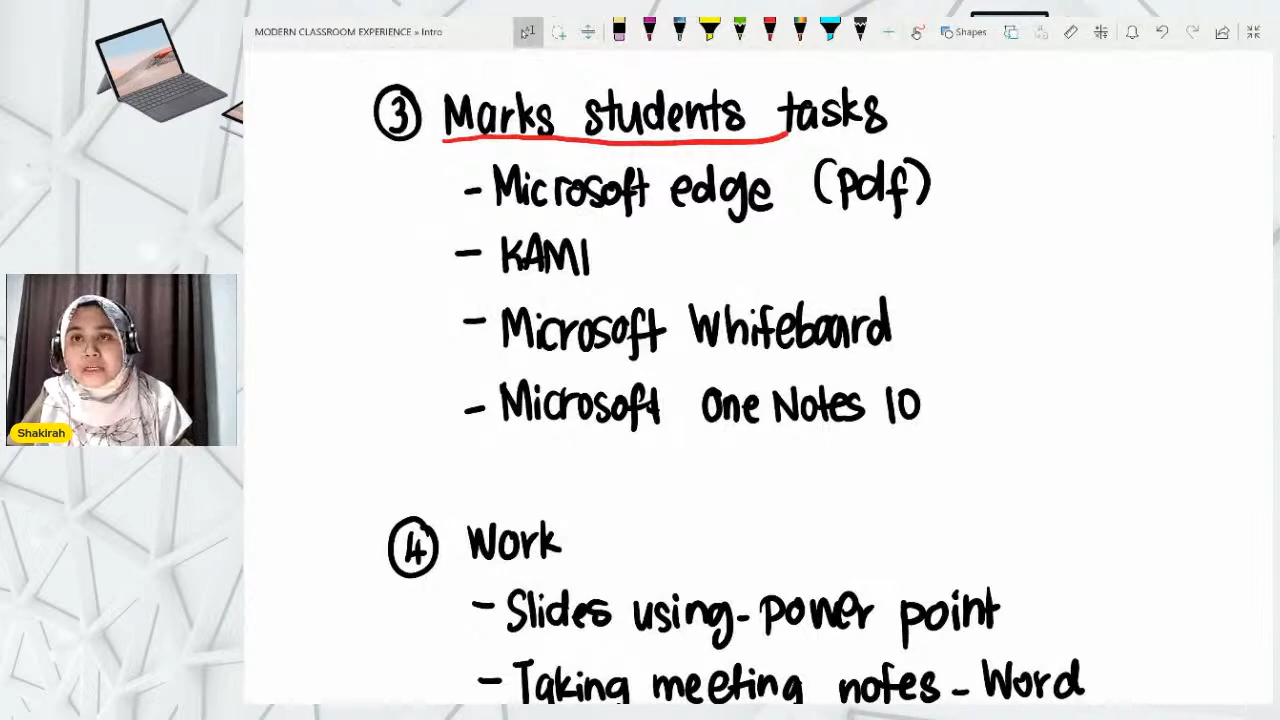 MODERN CLASSROOM EXPERIENCE » Intro
Shapes
③ Marks students tasks
- Microsoft edge (pdf)
- KAMI
- Microsoft Whiteboard
- Microsoft One Notes 10
Shakirah
④ Work
- Slides using - power point
- Taking meeting notes - Word